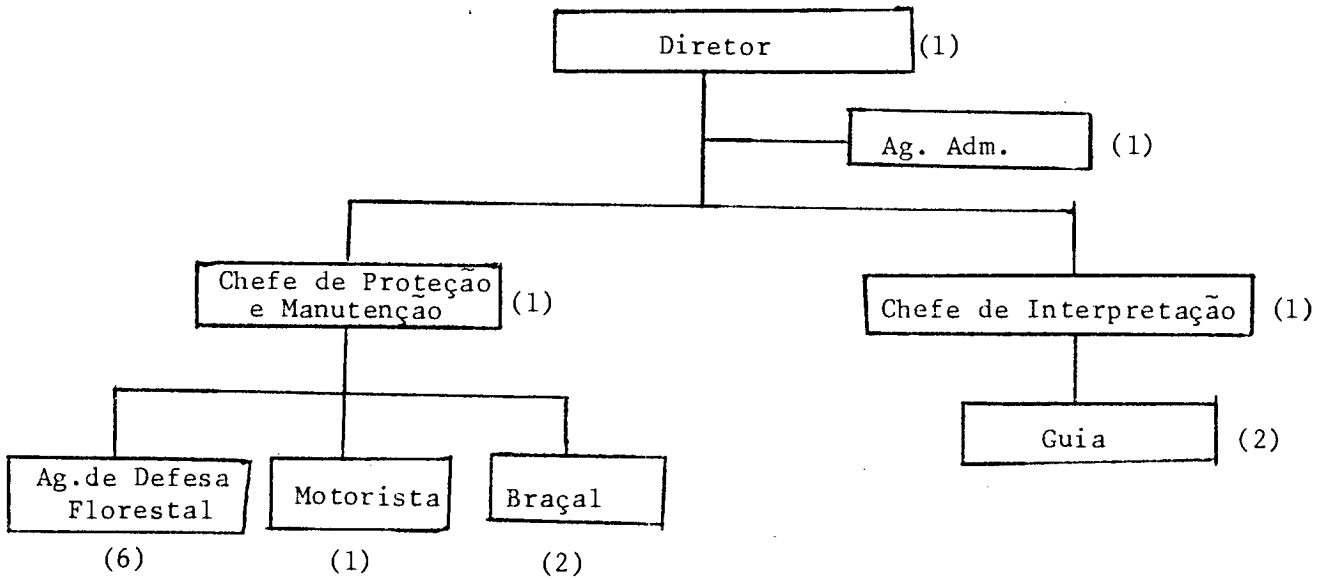 Diretor (1)
Ag. Adm. (1)
Chefe de Proteção
e Manutenção (1)
Chefe de Interpretação (1)
Guia (2)
Ag.de Defesa
Florestal
(6)
Motorista
(1)
Braçal
(2)